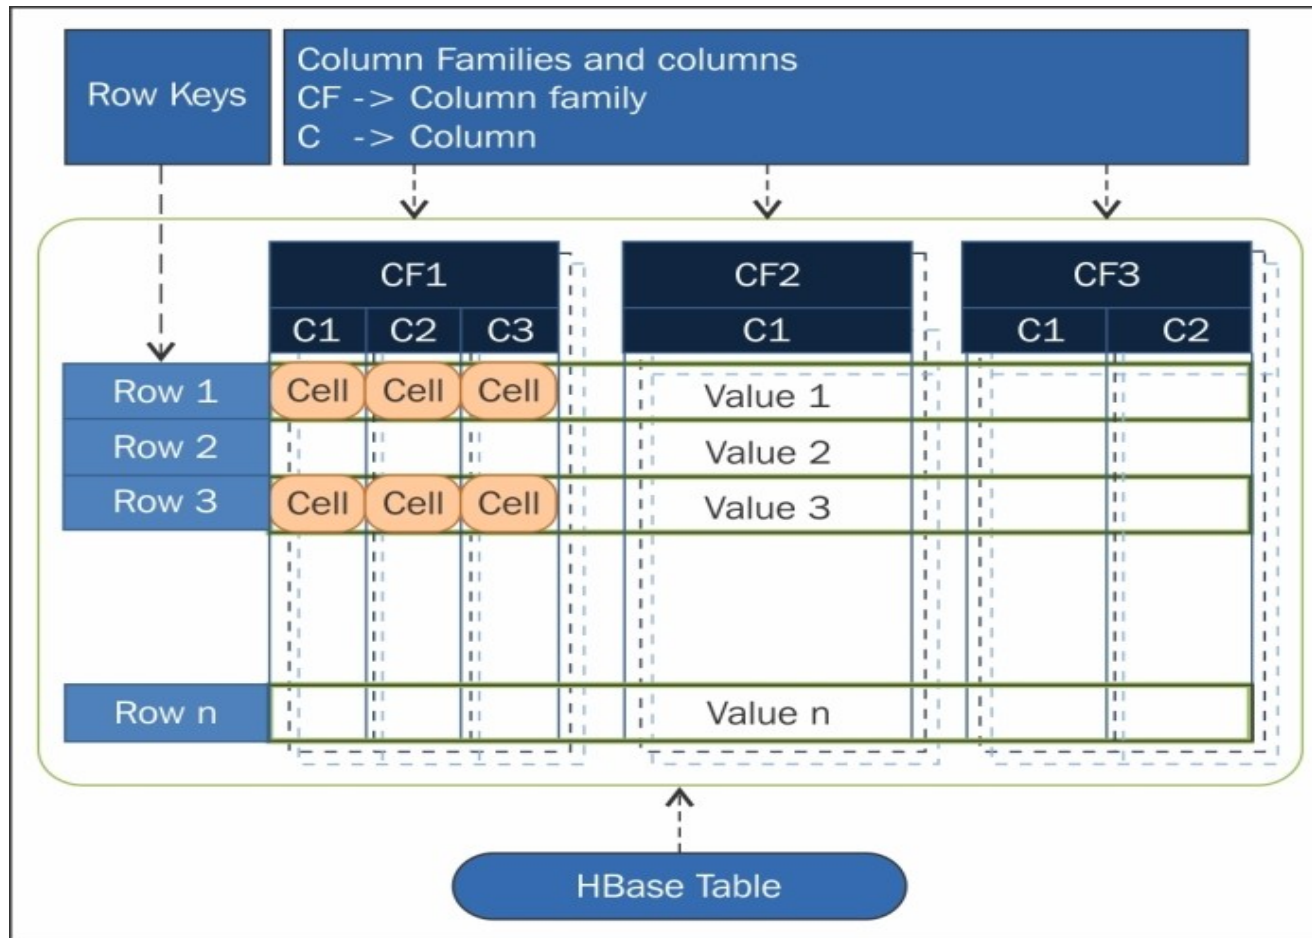 Row Keys
Column Families and columns
CF -> Column family
C -> Column
CF1 CF2 CF3
C1 C2 C3 C1 C1 C2
Row 1 Cell Cell Cell Value 1
Row 2 Value 2
Row 3 Cell Cell Cell Value 3
Row n Value n
HBase Table